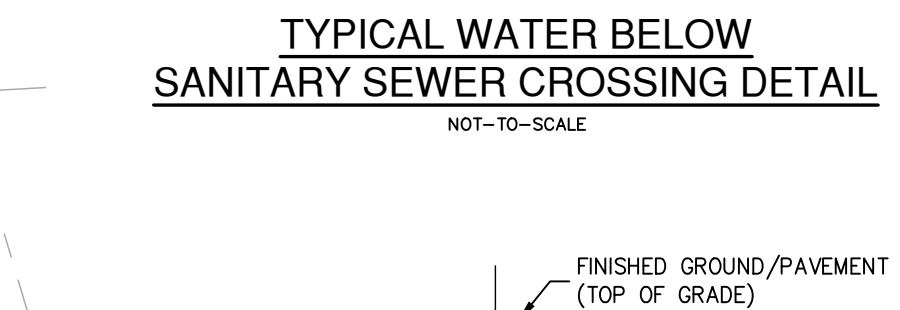 TYPICAL WATER BELOW
SANITARY SEWER CROSSING DETAIL
NOT-TO-SCALE
FINISHED GROUND/PAVEMENT
(TOP OF GRADE)